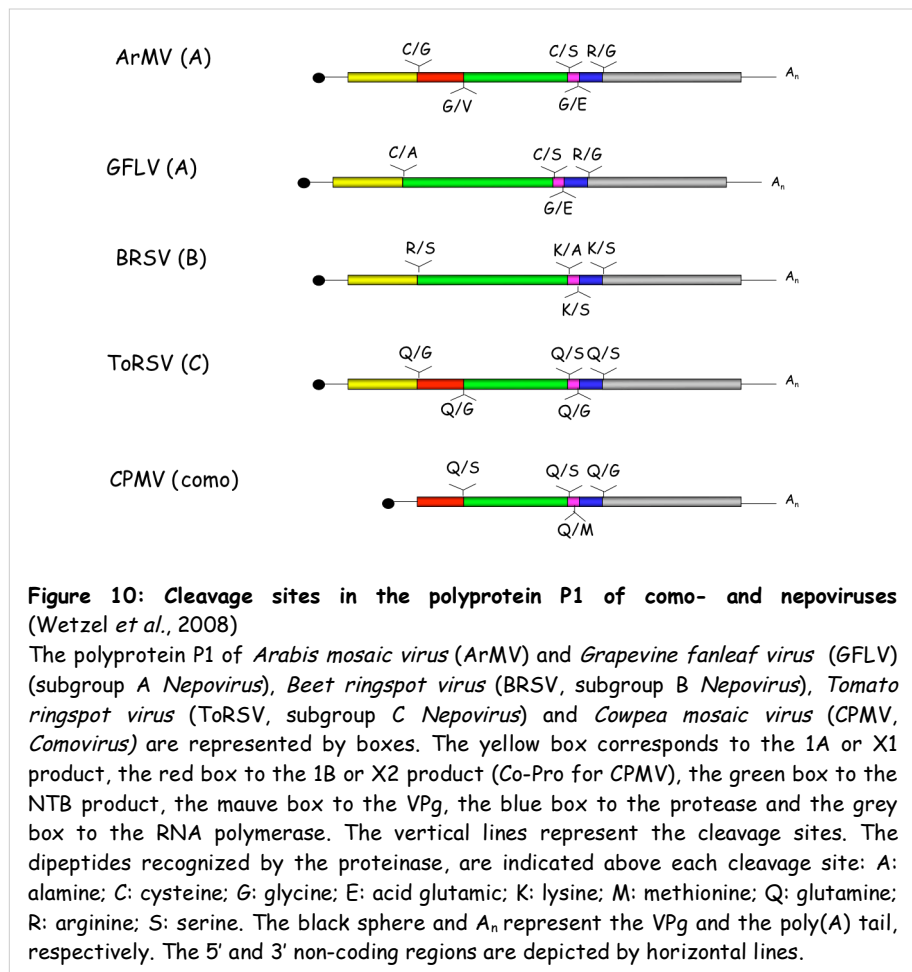 C/G C/S R/G
ArMV (A)
An
G/V G/E
C/A C/S R/G
GFLV (A)
An
G/E
R/S K/A K/S
BRSV (B)
An
K/S
Q/G Q/S Q/S
ToRSV (C)
An
Q/G Q/G
Q/S Q/S Q/G
CPMV (como)
An
Q/M
Figure 10: Cleavage sites in the polyprotein P1 of como- and nepoviruses
(Wetzel et al., 2008)
The polyprotein P1 of Arabis mosaic virus (ArMV) and Grapevine fanleaf virus (GFLV)
(subgroup A Nepovirus), Beet ringspot virus (BRSV, subgroup B Nepovirus), Tomato
ringspot virus (ToRSV, subgroup C Nepovirus) and Cowpea mosaic virus (CPMV,
Comovirus) are represented by boxes. The yellow box corresponds to the 1A or X1
product, the red box to the 1B or X2 product (Co-Pro for CPMV), the green box to the
NTB product, the mauve box to the VPg, the blue box to the protease and the grey
box to the RNA polymerase. The vertical lines represent the cleavage sites. The
dipeptides recognized by the proteinase, are indicated above each cleavage site: A:
alamine; C: cysteine; G: glycine; E: acid glutamic; K: lysine; M: methionine; Q: glutamine;
R: arginine; S: serine. The black sphere and An represent the VPg and the poly(A) tail,
respectively. The 5' and 3' non-coding regions are depicted by horizontal lines.